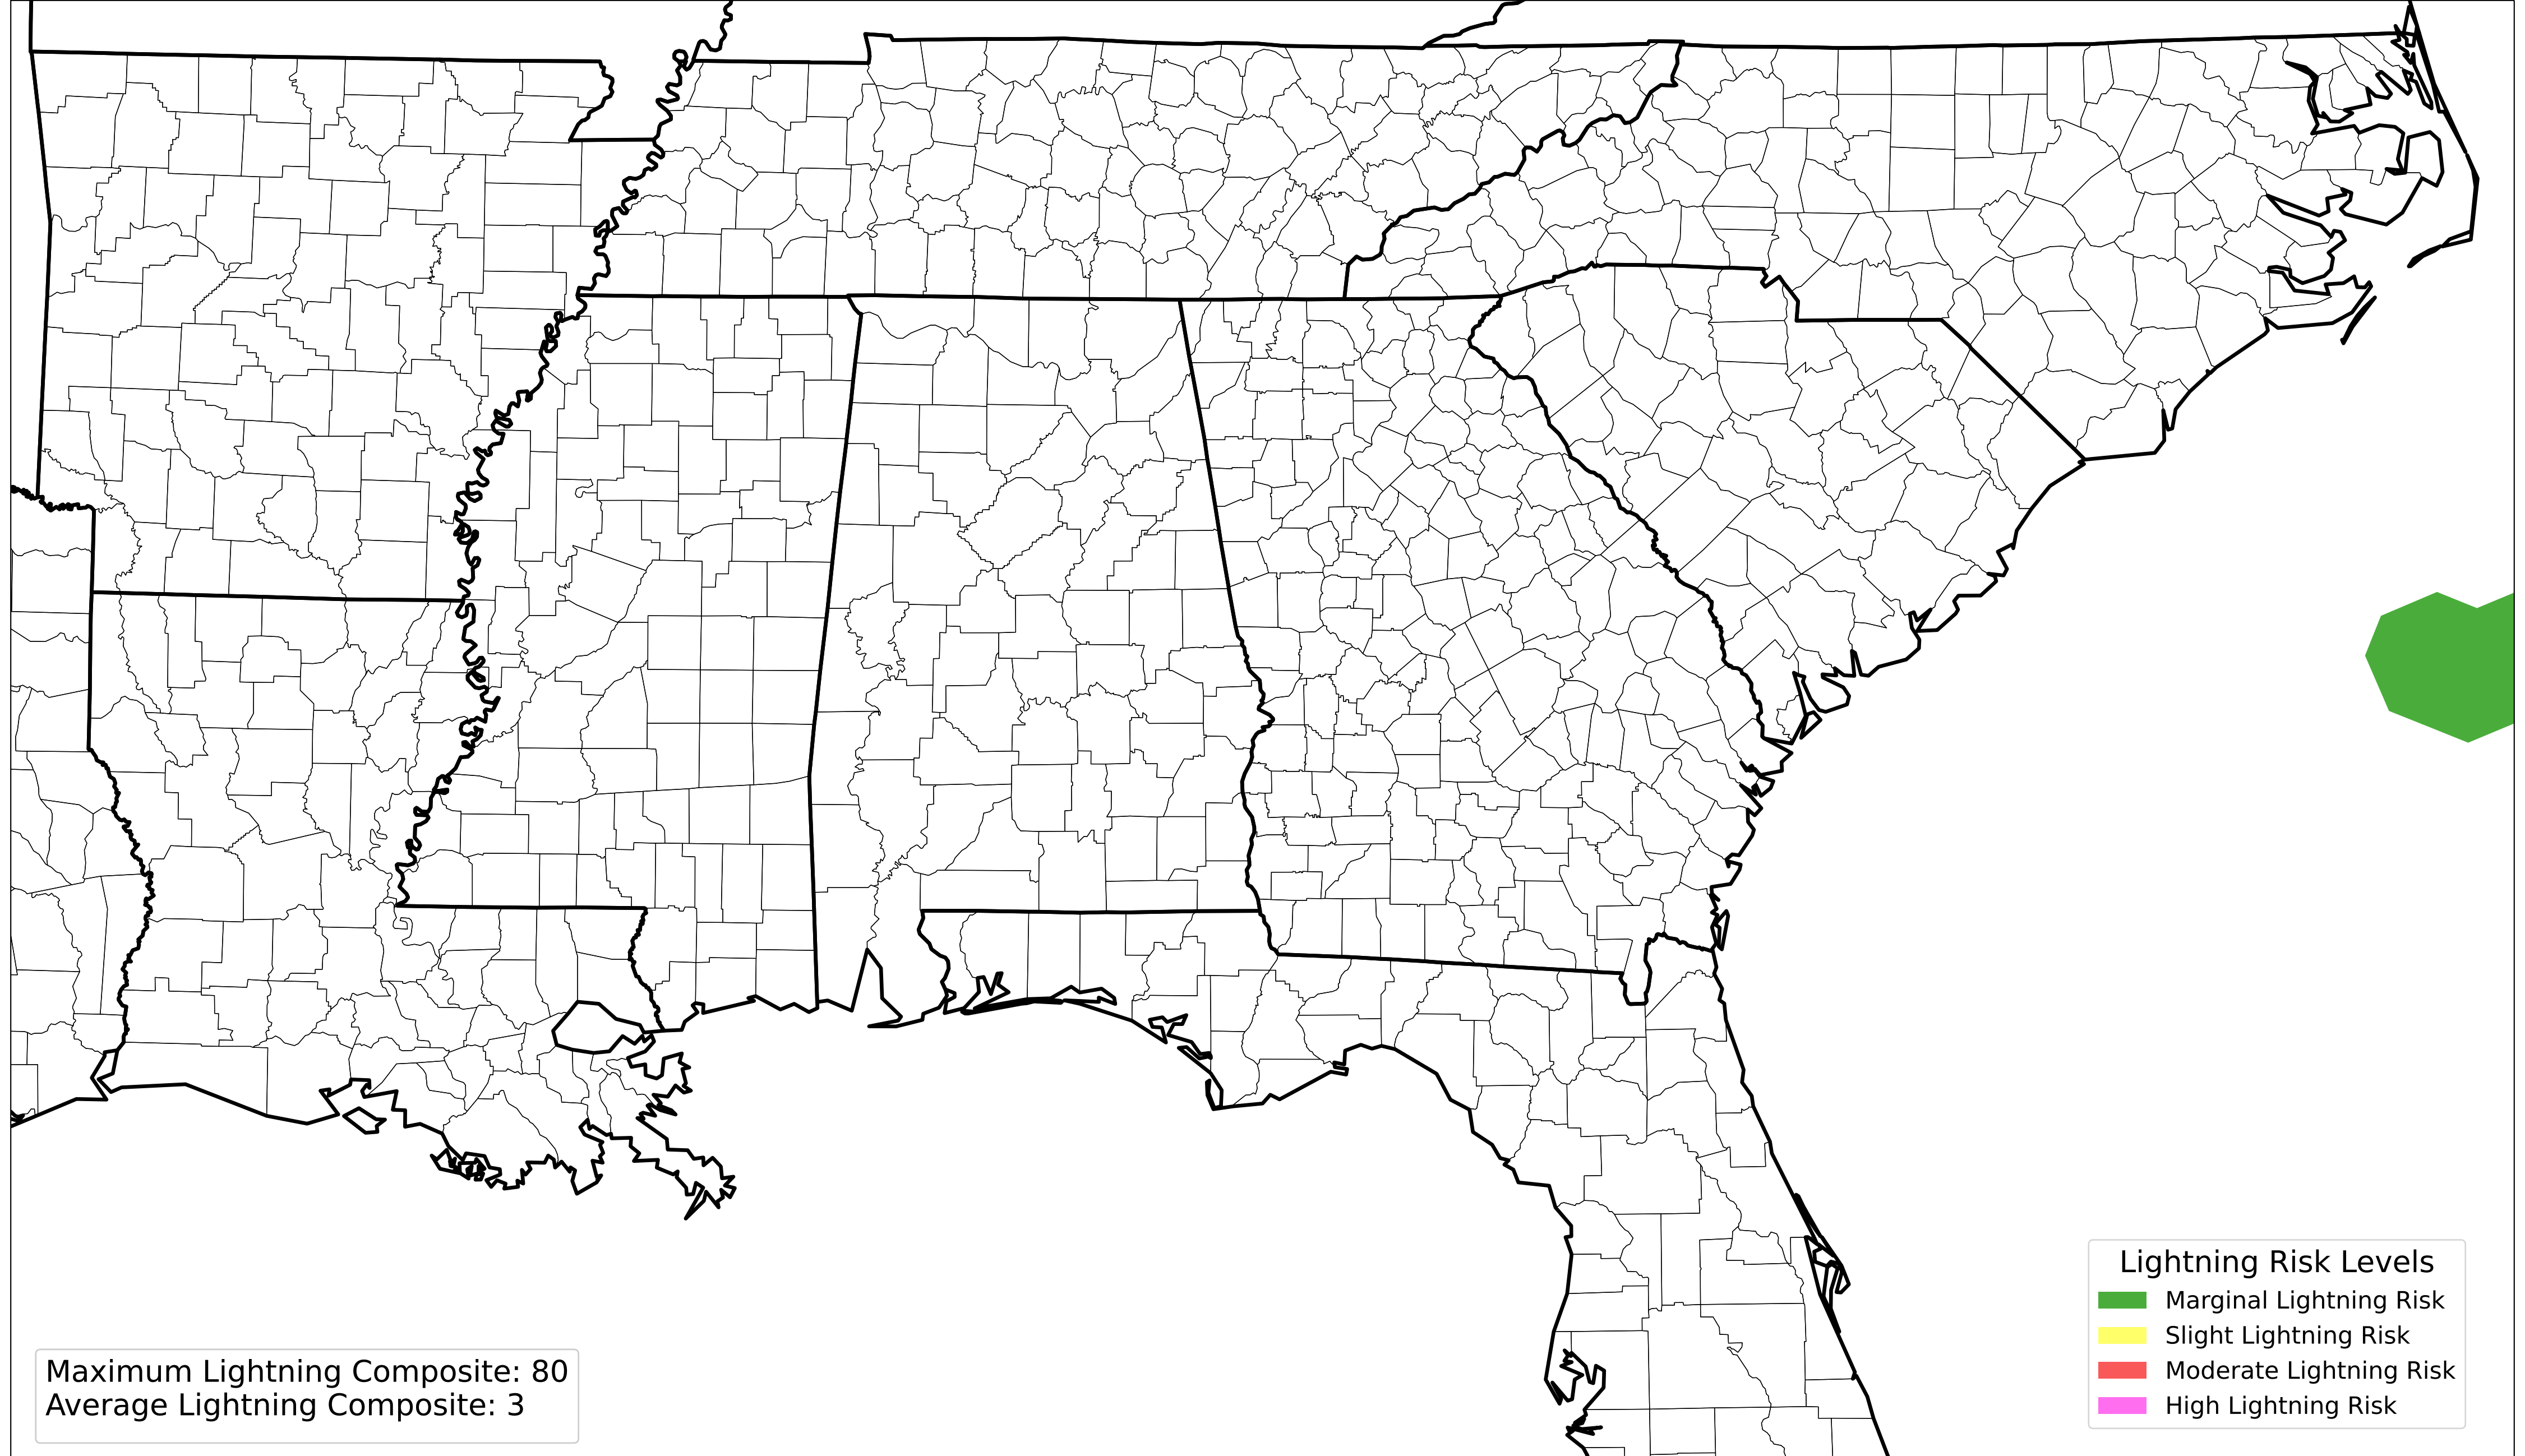 Lightning Risk Levels
Marginal Lightning Risk
Slight Lightning Risk
Moderate Lightning Risk
High Lightning Risk
Maximum Lightning Composite: 80
Average Lightning Composite: 3